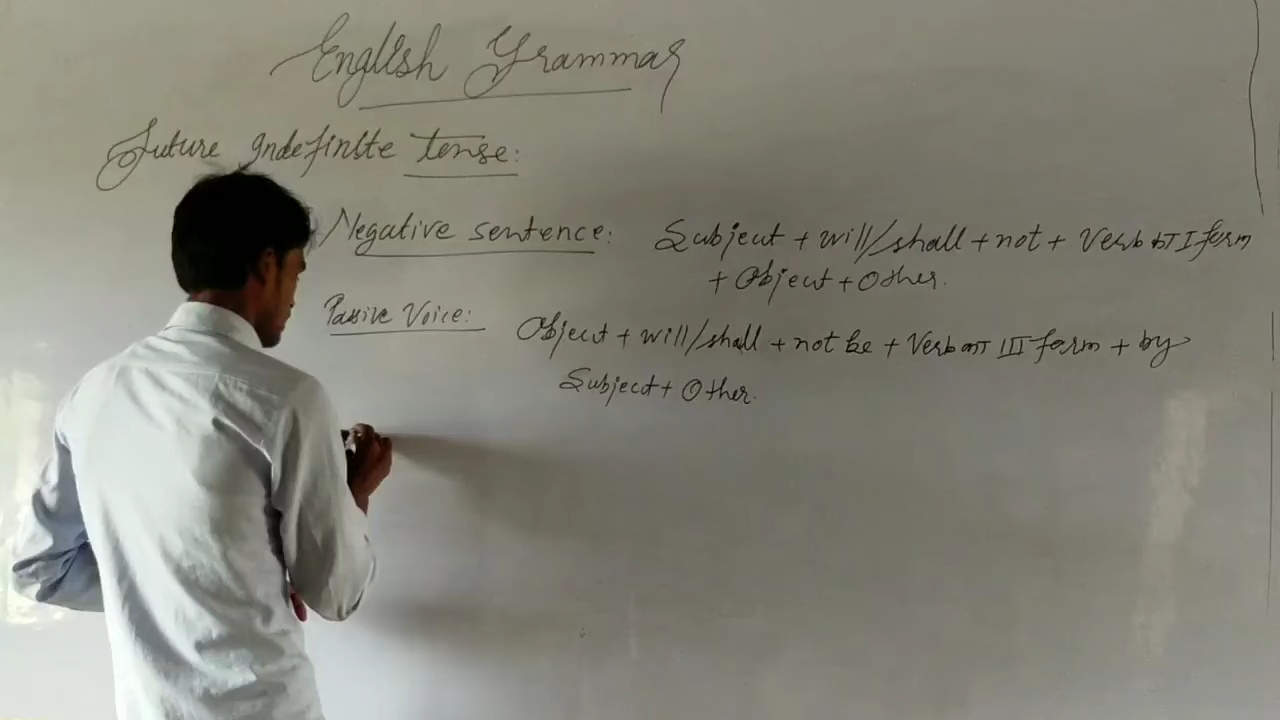 English Grammar
Future Indefinite tense:
Negative sentence: Subject + will/shall + not + Verb का I form
+ Object + Other.
Passive Voice: Object + will/shall + not be + Verb का III form + by
Subject + Other.